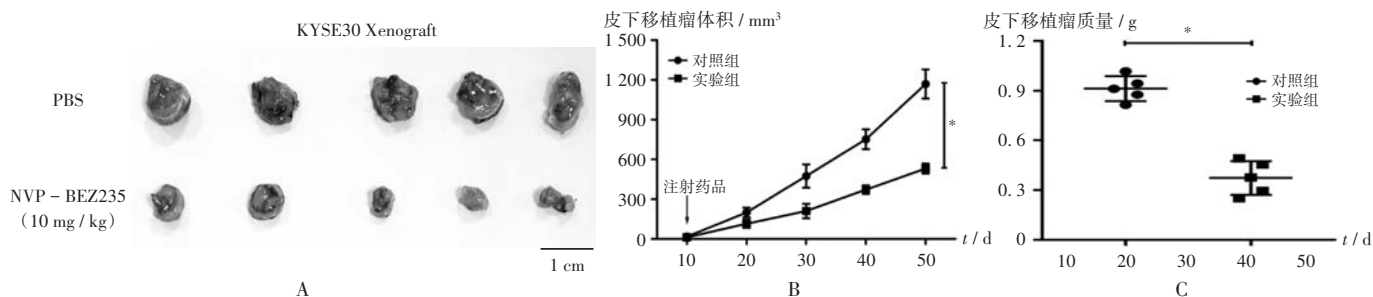 KYSE30 Xenograft
PBS
NVP－BEZ235
（10 mg / kg）
1 cm
A
皮下移植瘤体积 / mm³
1 500
1 200
900
600
300
0
对照组
实验组
注射药品
*
10 20 30 40 50
t / d
B
皮下移植瘤质量 / g
1.2
0.9
0.6
0.3
0
*
对照组
实验组
10 20 30 40 50
t / d
C